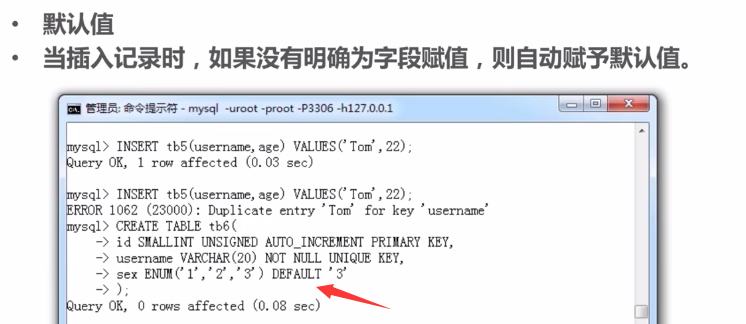 • 默认值
• 当插入记录时，如果没有明确为字段赋值，则自动赋予默认值。
管理员: 命令提示符 - mysql -uroot -proot -P3306 -h127.0.0.1
mysql> INSERT tb5(username,age) VALUES('Tom',22);
Query OK, 1 row affected (0.03 sec)
mysql> INSERT tb5(username,age) VALUES('Tom',22);
ERROR 1062 (23000): Duplicate entry 'Tom' for key 'username'
mysql> CREATE TABLE tb6(
-> id SMALLINT UNSIGNED AUTO_INCREMENT PRIMARY KEY,
-> username VARCHAR(20) NOT NULL UNIQUE KEY,
-> sex ENUM('1','2','3') DEFAULT '3'
-> );
Query OK, 0 rows affected (0.08 sec)